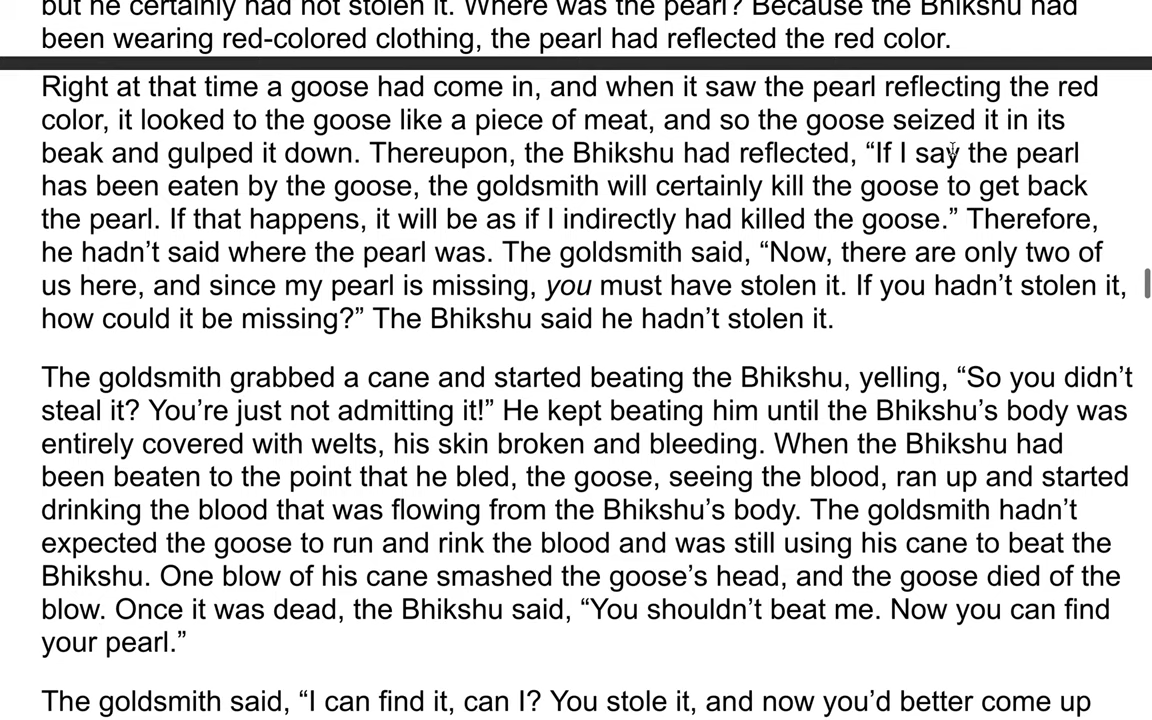 but he certainly had not stolen it. Where was the pearl? Because the Bhikshu had
been wearing red-colored clothing, the pearl had reflected the red color.
Right at that time a goose had come in, and when it saw the pearl reflecting the red
color, it looked to the goose like a piece of meat, and so the goose seized it in its
beak and gulped it down. Thereupon, the Bhikshu had reflected, “If I say the pearl
has been eaten by the goose, the goldsmith will certainly kill the goose to get back
the pearl. If that happens, it will be as if I indirectly had killed the goose.” Therefore,
he hadn’t said where the pearl was. The goldsmith said, “Now, there are only two of
us here, and since my pearl is missing, you must have stolen it. If you hadn’t stolen it,
how could it be missing?” The Bhikshu said he hadn’t stolen it.
The goldsmith grabbed a cane and started beating the Bhikshu, yelling, “So you didn’t
steal it? You’re just not admitting it!” He kept beating him until the Bhikshu’s body was
entirely covered with welts, his skin broken and bleeding. When the Bhikshu had
been beaten to the point that he bled, the goose, seeing the blood, ran up and started
drinking the blood that was flowing from the Bhikshu’s body. The goldsmith hadn’t
expected the goose to run and rink the blood and was still using his cane to beat the
Bhikshu. One blow of his cane smashed the goose’s head, and the goose died of the
blow. Once it was dead, the Bhikshu said, “You shouldn’t beat me. Now you can find
your pearl.”
The goldsmith said, “I can find it, can I? You stole it, and now you’d better come up